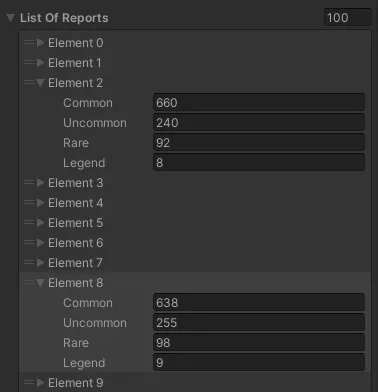 List Of Reports 100
Element 0
Element 1
Element 2
Common 660
Uncommon 240
Rare 92
Legend 8
Element 3
Element 4
Element 5
Element 6
Element 7
Element 8
Common 638
Uncommon 255
Rare 98
Legend 9
Element 9